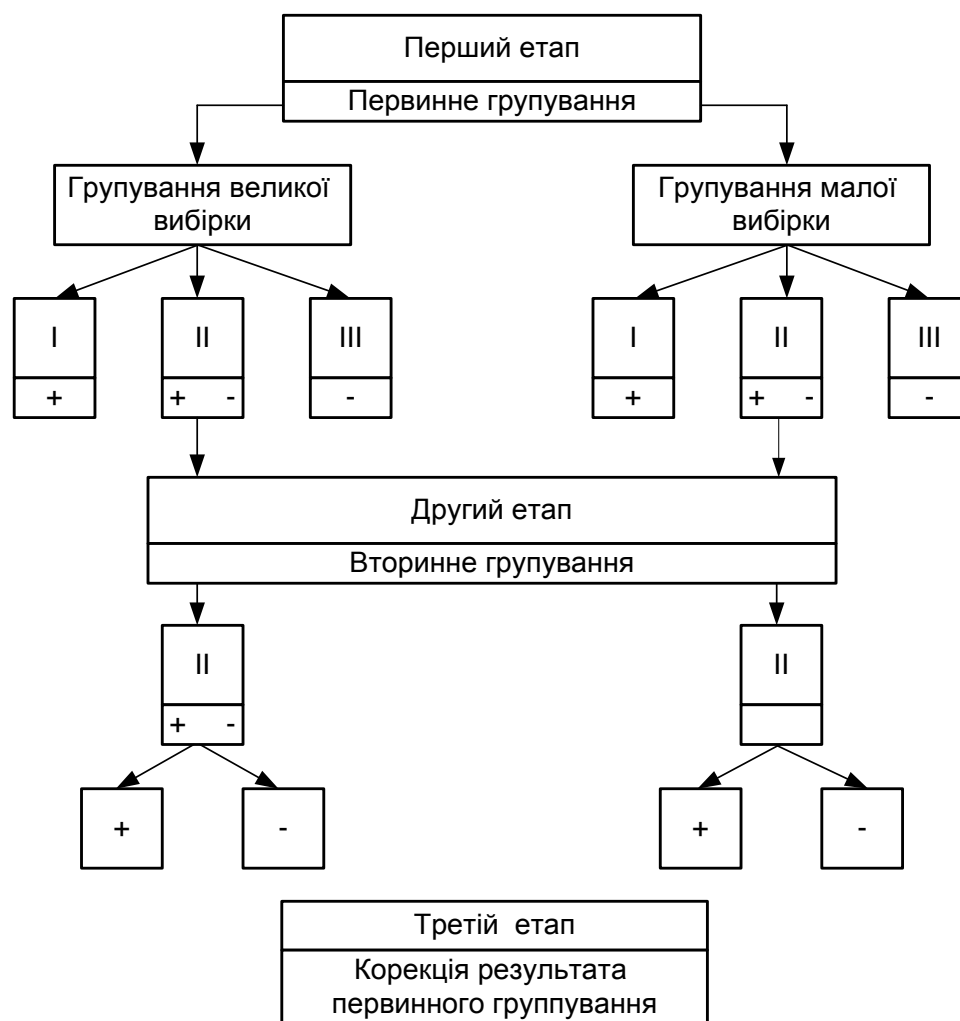 Перший етап
Первинне групування
Групування великої
вибірки
Групування малої
вибірки
I II III I II III
+ + - - + + - -
Другий етап
Вторинне групування
II II
+ -
+ - + -
Третій етап
Корекція результата
первинного группування